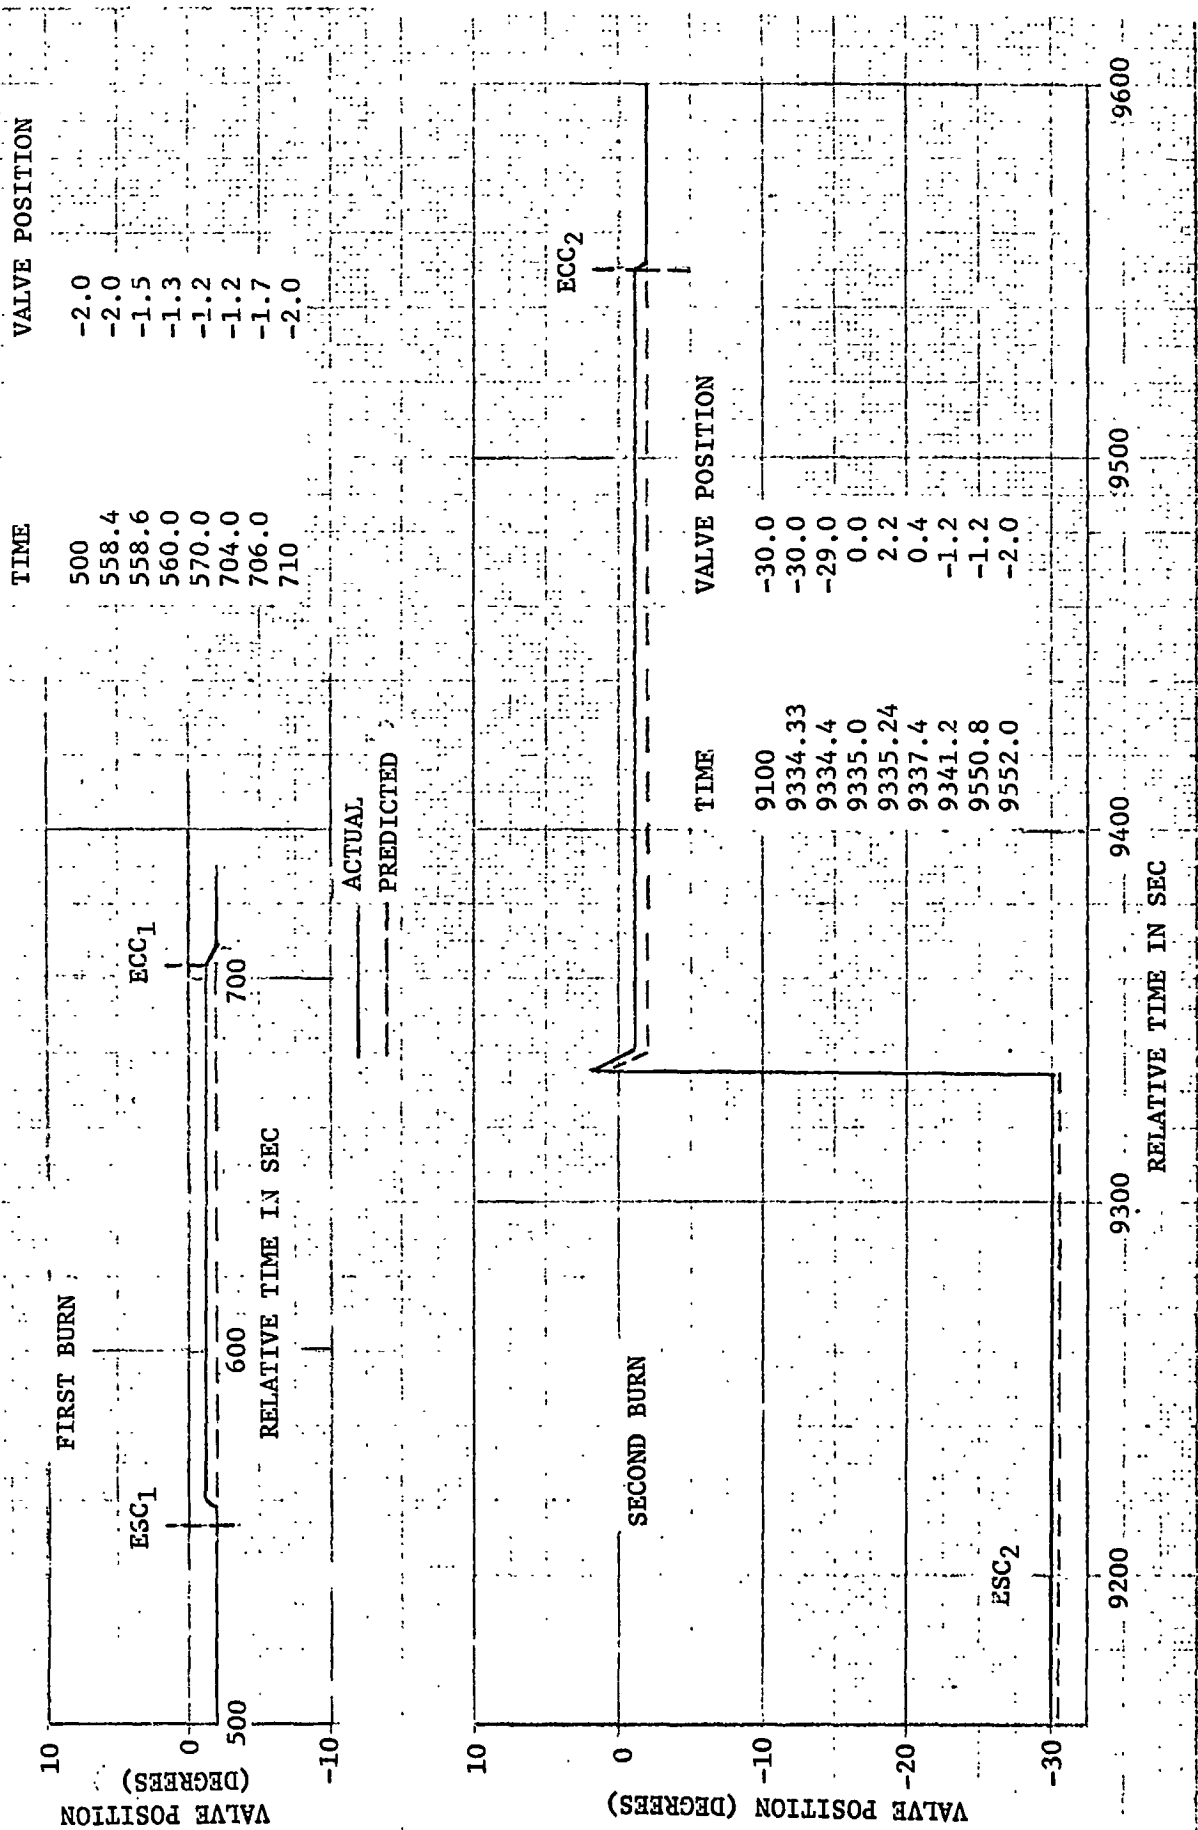 FIRST BURN
TIME VALVE POSITION
500 -2.0
558.4 -2.0
558.6 -1.5
560.0 -1.3
570.0 -1.2
704.0 -1.2
706.0 -1.7
710 -2.0
VALVE POSITION
(DEGREES)
10
0
-10
ESC1
ECC1
500
600
700
RELATIVE TIME IN SEC
ACTUAL
PREDICTED
SECOND BURN
VALVE POSITION (DEGREES)
10
0
-10
-20
-30
ESC2
ECC2
TIME VALVE POSITION
9100 -30.0
9334.33 -30.0
9334.4 -29.0
9335.0 0.0
9335.24 2.2
9337.4 0.4
9341.2 -1.2
9550.8 -1.2
9552.0 -2.0
9200
9300
9400
9500
9600
RELATIVE TIME IN SEC